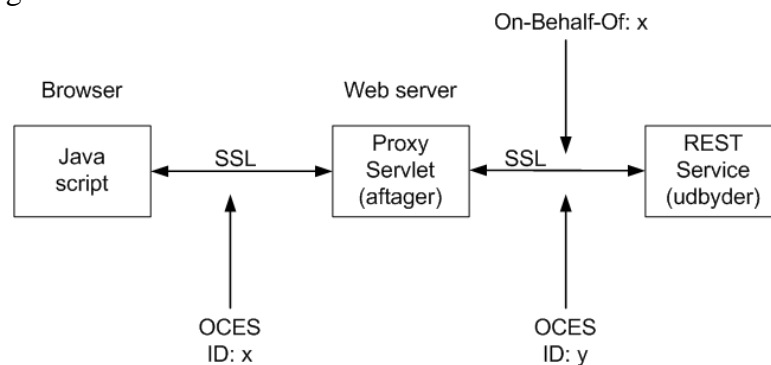 On-Behalf-Of: x
Browser
Web server
Java
script
SSL
Proxy
Servlet
(aftager)
SSL
REST
Service
(udbyder)
OCES
ID: x
OCES
ID: y